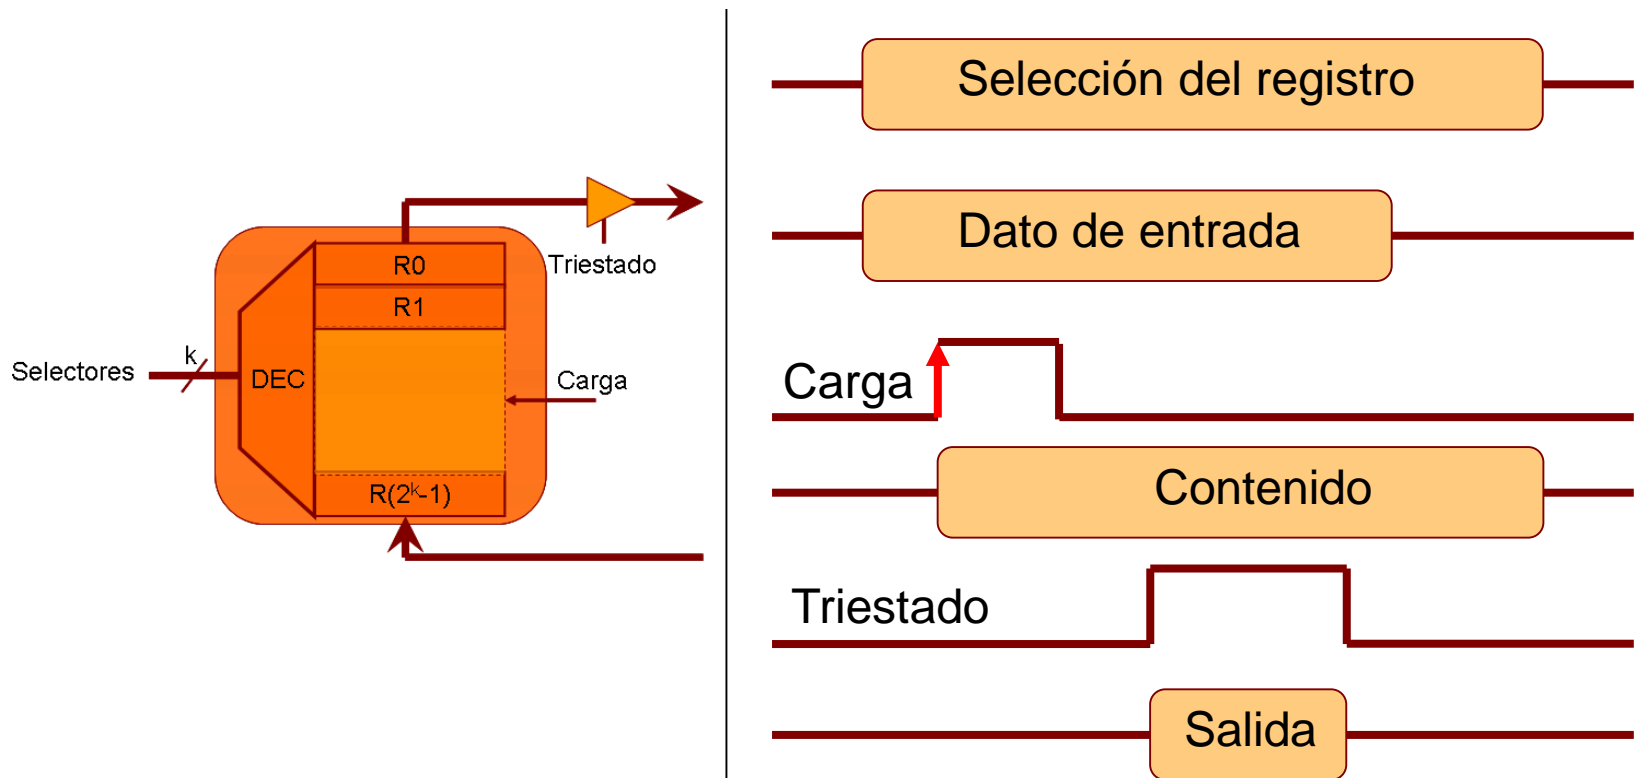 R0
Triestado
R1
k
Selectores
DEC
Carga
R(2ᵏ-1)
Selección del registro
Dato de entrada
Carga
Contenido
Triestado
Salida